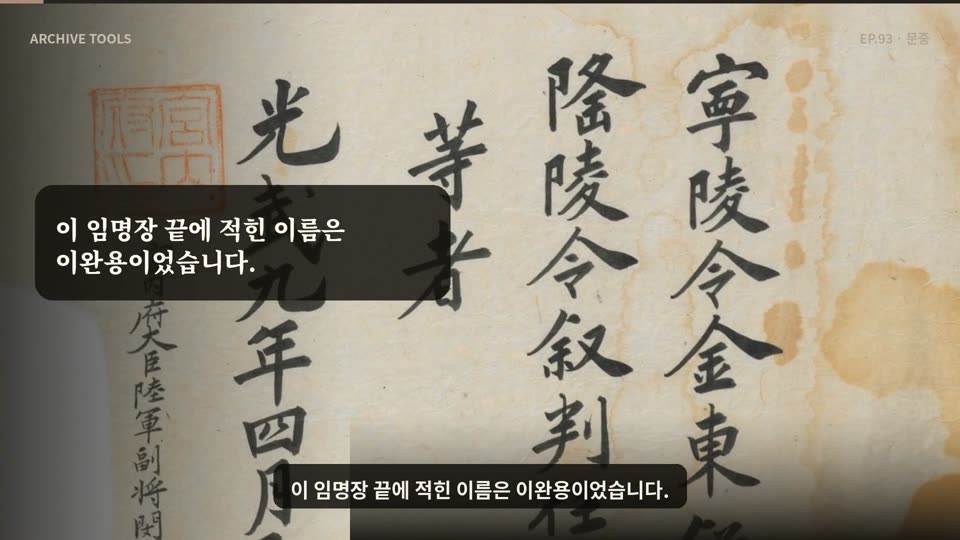 ARCHIVE TOOLS
EP.93 · 문중
寧陵令金東
隆陵令叙判任
等者
光武九年四月
宮內府大臣陸軍副將閔
이 임명장 끝에 적힌 이름은
이완용이었습니다.
이 임명장 끝에 적힌 이름은 이완용이었습니다.